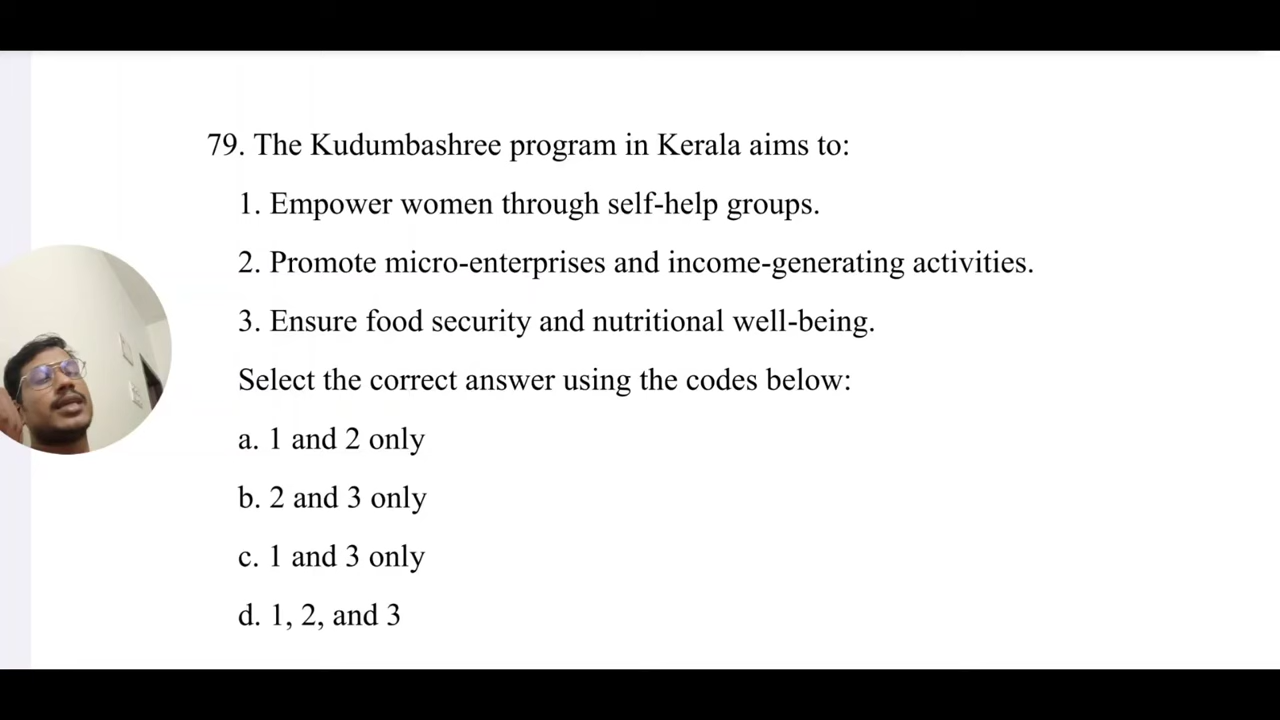 79. The Kudumbashree program in Kerala aims to:
1. Empower women through self-help groups.
2. Promote micro-enterprises and income-generating activities.
3. Ensure food security and nutritional well-being.
Select the correct answer using the codes below:
a. 1 and 2 only
b. 2 and 3 only
c. 1 and 3 only
d. 1, 2, and 3